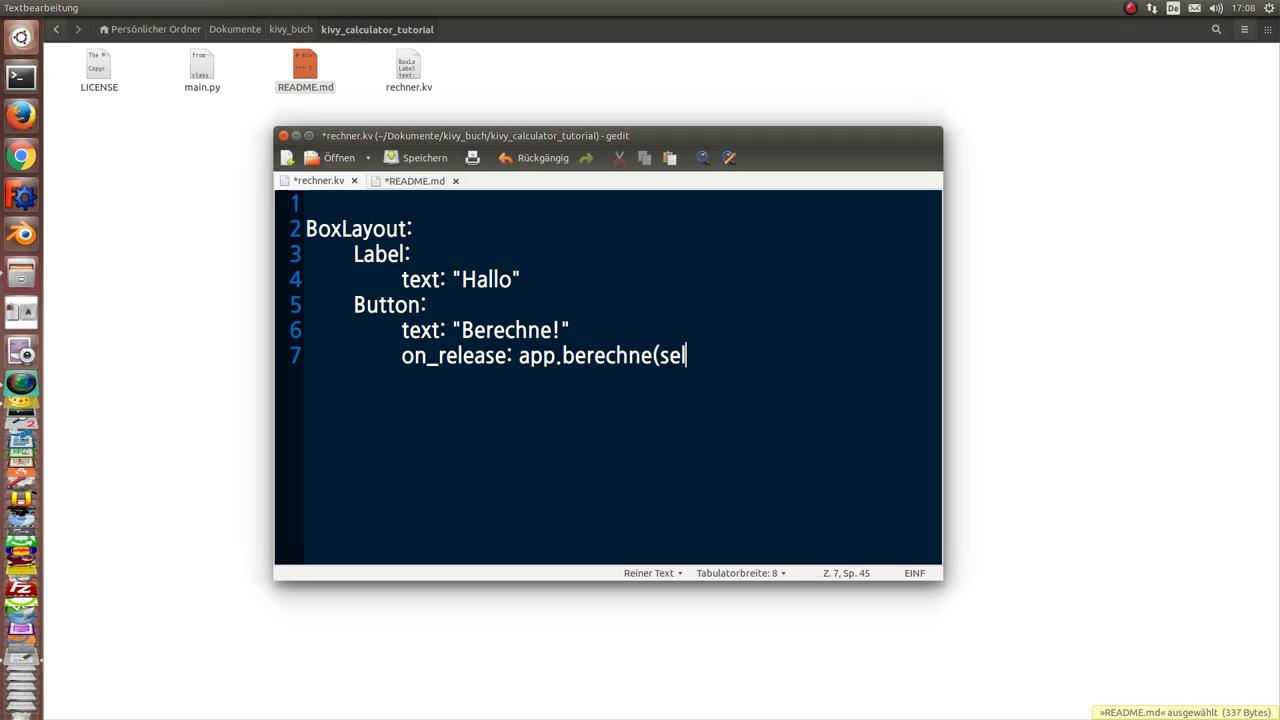 Textbearbeitung
De
17:08
Persönlicher Ordner
Dokumente
kivy_buch
kivy_calculator_tutorial
LICENSE
main.py
README.md
rechner.kv
*rechner.kv (~/Dokumente/kivy_buch/kivy_calculator_tutorial) - gedit
Öffnen
Speichern
Rückgängig
*rechner.kv
*README.md
1
2 BoxLayout:
3 Label:
4 text: "Hallo"
5 Button:
6 text: "Berechne!"
7 on_release: app.berechne(sel
Reiner Text
Tabulatorbreite: 8
Z. 7, Sp. 45
EINF
»README.md« ausgewählt (337 Bytes)